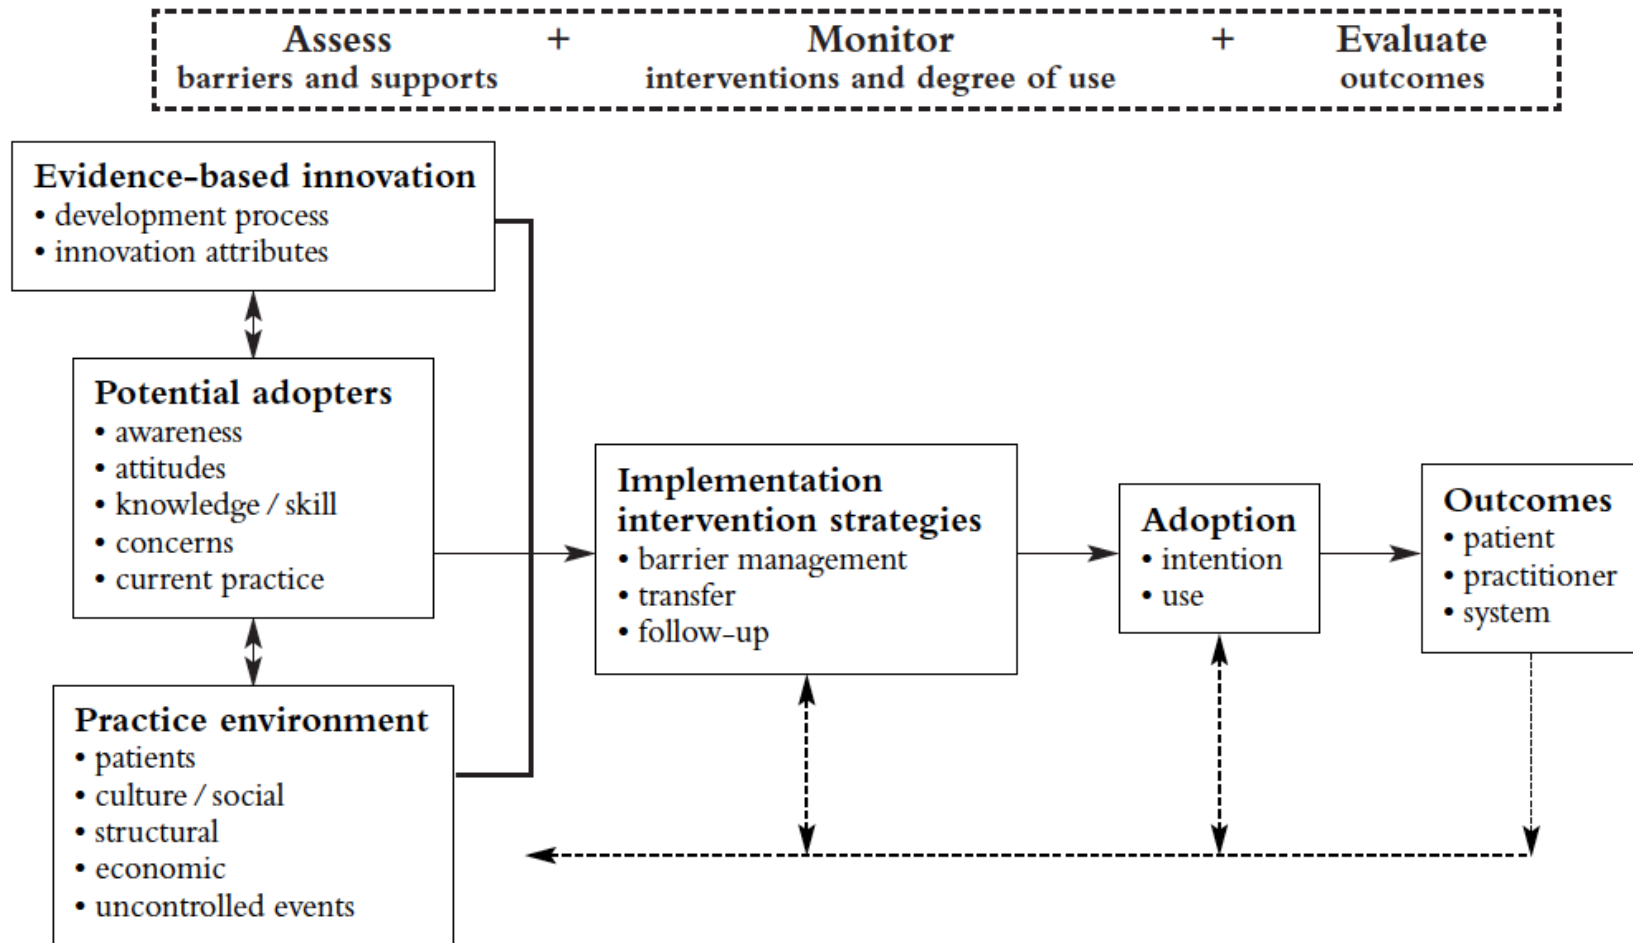 Assess + Monitor + Evaluate
barriers and supports interventions and degree of use outcomes
Evidence-based innovation
• development process
• innovation attributes
Potential adopters
• awareness
• attitudes
• knowledge / skill
• concerns
• current practice
Practice environment
• patients
• culture / social
• structural
• economic
• uncontrolled events
Implementation
intervention strategies
• barrier management
• transfer
• follow-up
Adoption
• intention
• use
Outcomes
• patient
• practitioner
• system